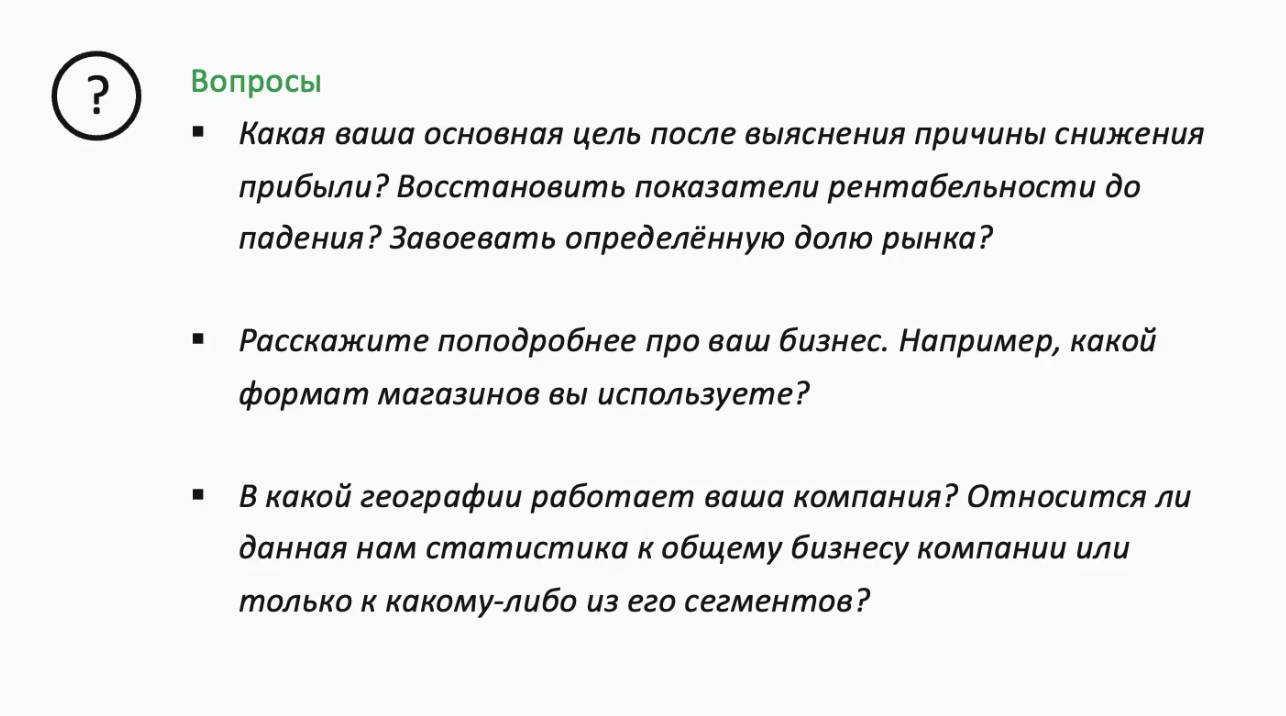 ?
Вопросы
▪ Какая ваша основная цель после выяснения причины снижения
прибыли? Восстановить показатели рентабельности до
падения? Завоевать определённую долю рынка?
▪ Расскажите поподробнее про ваш бизнес. Например, какой
формат магазинов вы используете?
▪ В какой географии работает ваша компания? Относится ли
данная нам статистика к общему бизнесу компании или
только к какому-либо из его сегментов?